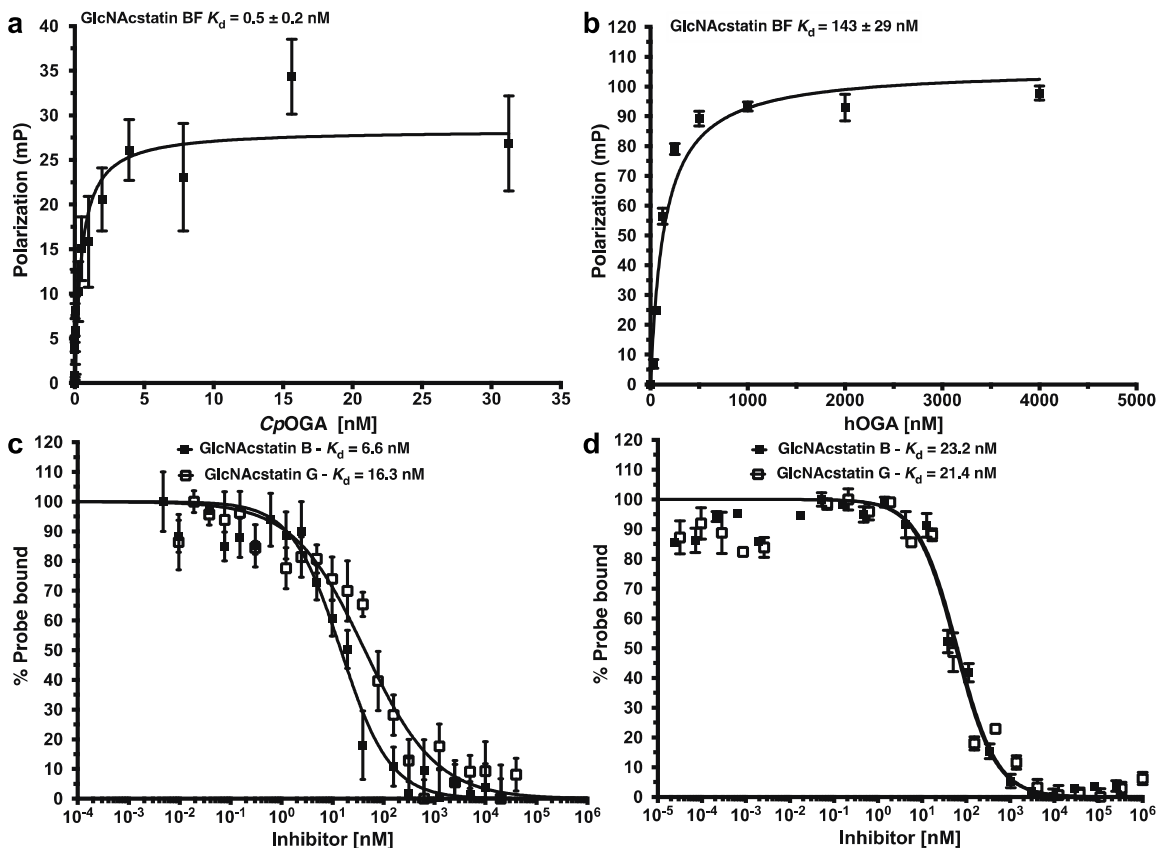 a
GlcNAcstatin BF Kd = 0.5 ± 0.2 nM
Polarization (mP)
40
35
30
25
20
15
10
5
0
0 5 10 15 20 25 30 35
CpOGA [nM]
b
GlcNAcstatin BF Kd = 143 ± 29 nM
Polarization (mP)
120
110
100
90
80
70
60
50
40
30
20
10
0
0 1000 2000 3000 4000 5000
hOGA [nM]
c
GlcNAcstatin B - Kd = 6.6 nM
GlcNAcstatin G - Kd = 16.3 nM
% Probe bound
120
110
100
90
80
70
60
50
40
30
20
10
0
10⁻⁴ 10⁻³ 10⁻² 10⁻¹ 10⁰ 10¹ 10² 10³ 10⁴ 10⁵ 10⁶
Inhibitor [nM]
d
GlcNAcstatin B - Kd = 23.2 nM
GlcNAcstatin G - Kd = 21.4 nM
% Probe bound
120
110
100
90
80
70
60
50
40
30
20
10
0
10⁻⁵ 10⁻⁴ 10⁻³ 10⁻² 10⁻¹ 10⁰ 10¹ 10² 10³ 10⁴ 10⁵ 10⁶
Inhibitor [nM]